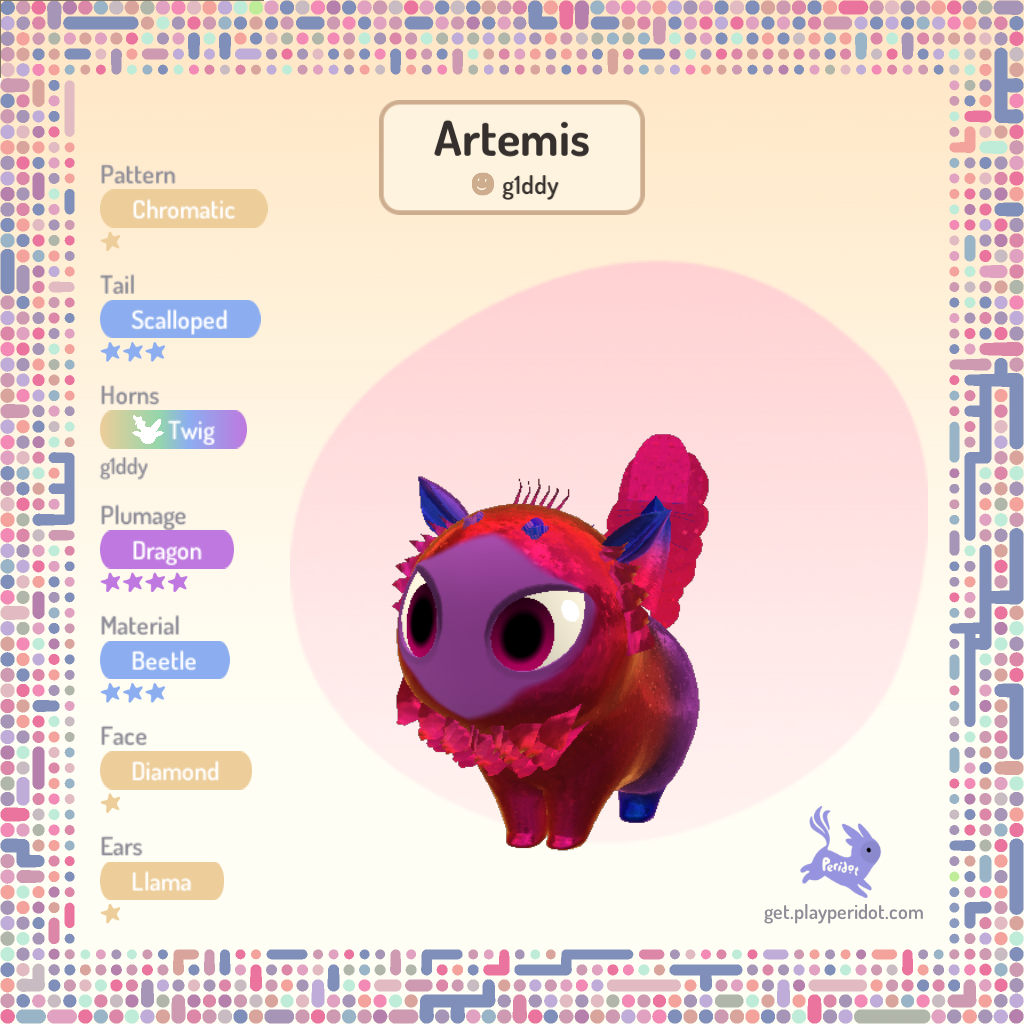 Artemis
g1ddy
Pattern
Chromatic
Tail
Scalloped
Horns
Twig
g1ddy
Plumage
Dragon
Material
Beetle
Face
Diamond
Ears
Llama
Peridot
get.playperidot.com